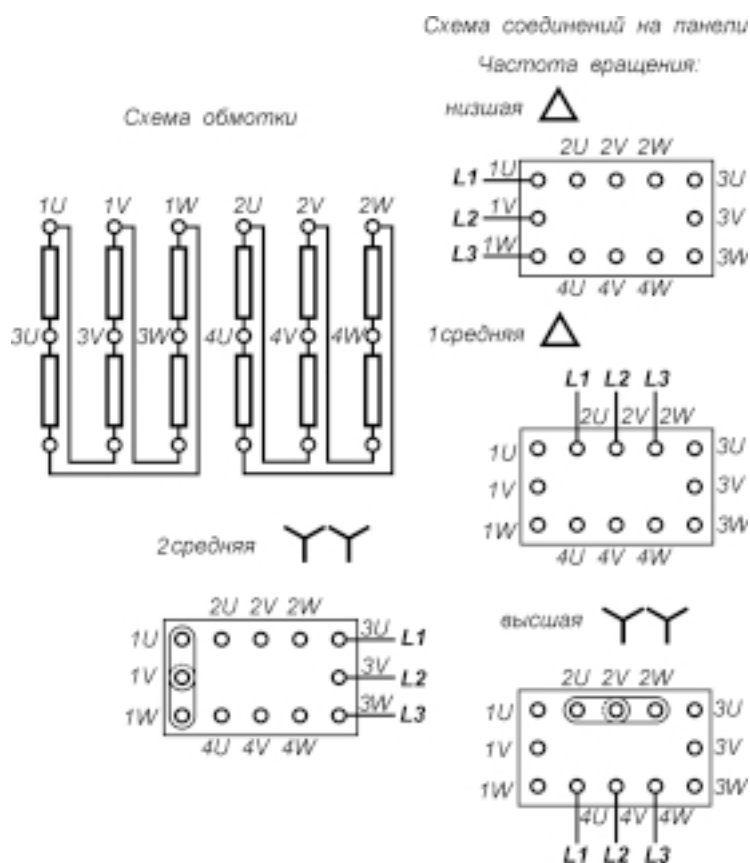 Схема соединений на панели
Частота вращения:
Схема обмотки
1U 1V 1W 2U 2V 2W
3U 3V 3W 4U 4V 4W
низшая
2U 2V 2W
L1 1U 3U
L2 1V 3V
L3 1W 3W
4U 4V 4W
1средняя
L1 L2 L3
2U 2V 2W
1U 3U
1V 3V
1W 3W
4U 4V 4W
2средняя
2U 2V 2W
1U 3U L1
1V 3V L2
1W 3W L3
4U 4V 4W
высшая
2U 2V 2W
1U 3U
1V 3V
1W 3W
4U 4V 4W
L1 L2 L3